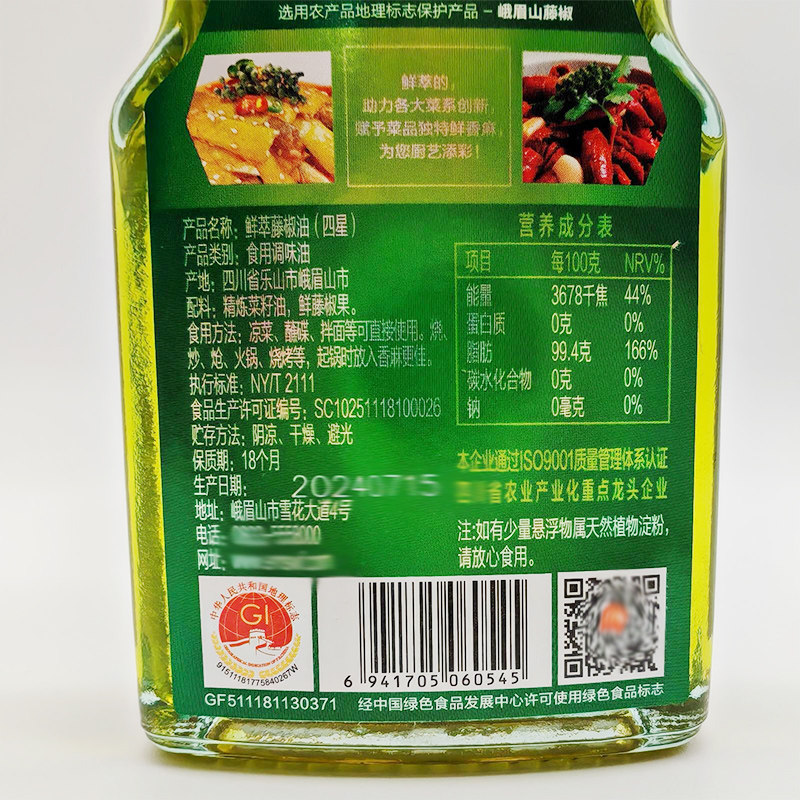 选用农产品地理标志保护产品 - 峨眉山藤椒
鲜萃的,
助力各大菜系创新,
赋予菜品独特鲜香麻,
为您厨艺添彩!
产品名称: 鲜萃藤椒油(四星)
产品类别: 食用调味油
产地: 四川省乐山市峨眉山市
配料: 精炼菜籽油, 鲜藤椒果。
食用方法: 凉菜、蘸碟、拌面等可直接使用。烧、
炒、烩、火锅、烧烤等, 起锅时放入香麻更佳。
执行标准: NY/T 2111
食品生产许可证编号: SC10251118100026
贮存方法: 阴凉、干燥、避光
保质期: 18个月
生产日期: 20240715
地址: 峨眉山市雪花大道4号
电话:
网址:
营养成分表
项目 每100克 NRV%
能量 3678千焦 44%
蛋白质 0克 0%
脂肪 99.4克 166%
碳水化合物 0克 0%
钠 0毫克 0%
本企业通过ISO9001质量管理体系认证
四川省农业产业化重点龙头企业
注:如有少量悬浮物属天然植物淀粉,
请放心食用。
中华人民共和国地理标志
GI
91511181775840267W
6 941705 060545
GF511181130371 经中国绿色食品发展中心许可使用绿色食品标志